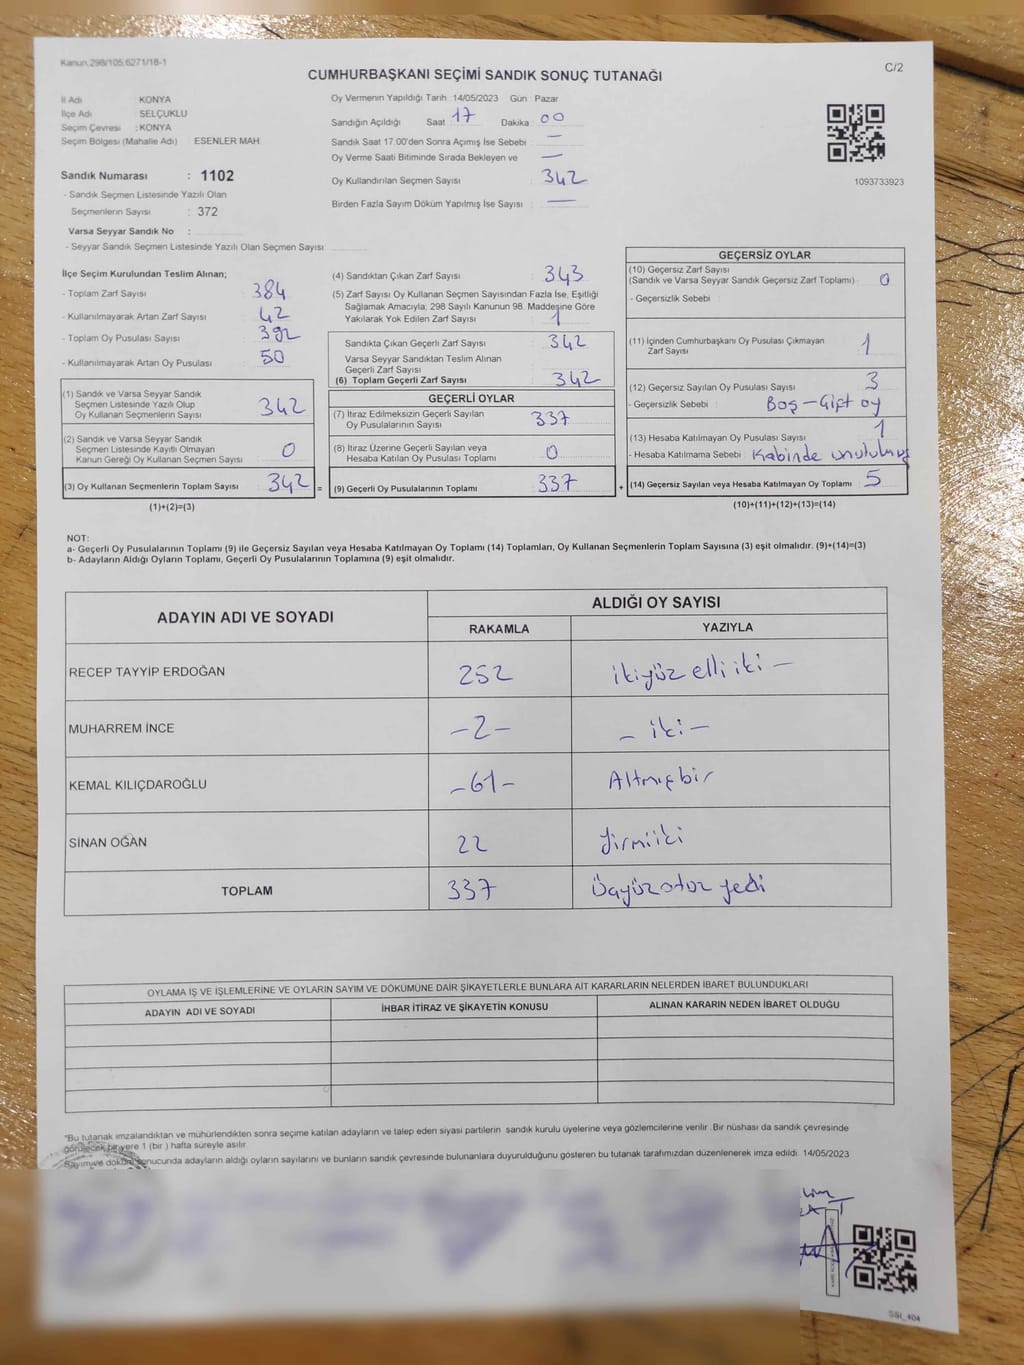 Kanun.298/105.6271/18-1
C/2
CUMHURBAŞKANI SEÇİMİ SANDIK SONUÇ TUTANAĞI
İl Adı KONYA
İlçe Adı SELÇUKLU
Seçim Çevresi : KONYA
Seçim Bölgesi (Mahalle Adı) : ESENLER MAH
Sandık Numarası : 1102
- Sandık Seçmen Listesinde Yazılı Olan
Seçmenlerin Sayısı : 372
Varsa Seyyar Sandık No :
- Seyyar Sandık Seçmen Listesinde Yazılı Olan Seçmen Sayısı
Oy Vermenin Yapıldığı Tarih 14/05/2023 Gün : Pazar
Sandığın Açıldığı Saat 17 Dakika 00
Sandık Saat 17:00'den Sonra Açımış İse Sebebi : —
Oy Verme Saati Bitiminde Sırada Bekleyen ve —
Oy Kullandırılan Seçmen Sayısı 342
Birden Fazla Sayım Döküm Yapılmış İse Sayısı : —
1093733923
İlçe Seçim Kurulundan Teslim Alınan;
- Toplam Zarf Sayısı : 384
- Kullanılmayarak Artan Zarf Sayısı : 42
- Toplam Oy Pusulası Sayısı : 392
- Kullanılmayarak Artan Oy Pusulası : 50
(1) Sandık ve Varsa Seyyar Sandık
Seçmen Listesinde Yazılı Olup
Oy Kullanan Seçmenlerin Sayısı : 342
(2) Sandık ve Varsa Seyyar Sandık
Seçmen Listesinde Kayıtlı Olmayan
Kanun Gereği Oy Kullanan Seçmen Sayısı : 0
(3) Oy Kullanan Seçmenlerin Toplam Sayısı : 342 =
(1)+(2)=(3)
(4) Sandıktan Çıkan Zarf Sayısı : 343
(5) Zarf Sayısı Oy Kullanan Seçmen Sayısından Fazla İse, Eşitliği
Sağlamak Amacıyla; 298 Sayılı Kanunun 98. Maddesine Göre
Yakılarak Yok Edilen Zarf Sayısı : 1
Sandıkta Çıkan Geçerli Zarf Sayısı : 342
Varsa Seyyar Sandıktan Teslim Alınan
Geçerli Zarf Sayısı :
(6) Toplam Geçerli Zarf Sayısı : 342
GEÇERLİ OYLAR
(7) İtiraz Edilmeksizin Geçerli Sayılan
Oy Pusulalarının Sayısı : 337
(8) İtiraz Üzerine Geçerli Sayılan veya
Hesaba Katılan Oy Pusulası Toplamı : 0
(9) Geçerli Oy Pusulalarının Toplamı : 337 +
GEÇERSİZ OYLAR
(10) Geçersiz Zarf Sayısı
(Sandık ve Varsa Seyyar Sandık Geçersiz Zarf Toplamı) : 0
- Geçersizlik Sebebi :
(11) İçinden Cumhurbaşkanı Oy Pusulası Çıkmayan
Zarf Sayısı : 1
(12) Geçersiz Sayılan Oy Pusulası Sayısı : 3
- Geçersizlik Sebebi : Boş - Çift oy
(13) Hesaba Katılmayan Oy Pusulası Sayısı : 1
- Hesaba Katılmama Sebebi : Kabinde unutulmuş
(14) Geçersiz Sayılan veya Hesaba Katılmayan Oy Toplamı : 5
(10)+(11)+(12)+(13)=(14)
NOT:
a- Geçerli Oy Pusulalarının Toplamı (9) ile Geçersiz Sayılan veya Hesaba Katılmayan Oy Toplamı (14) Toplamları, Oy Kullanan Seçmenlerin Toplam Sayısına (3) eşit olmalıdır. (9)+(14)=(3)
b- Adayların Aldığı Oyların Toplamı, Geçerli Oy Pusulalarının Toplamına (9) eşit olmalıdır.
ADAYIN ADI VE SOYADI
ALDIĞI OY SAYISI
RAKAMLA YAZIYLA
RECEP TAYYİP ERDOĞAN 252 ikiyüz elli iki —
MUHARREM İNCE -2- - iki -
KEMAL KILIÇDAROĞLU -61- Altmışbir
SİNAN OĞAN 22 Yirmiiki
TOPLAM 337 Üçyüzotuz yedi
OYLAMA İŞ VE İŞLEMLERİNE VE OYLARIN SAYIM VE DÖKÜMÜNE DAİR ŞİKAYETLERLE BUNLARA AİT KARARLARIN NELERDEN İBARET BULUNDUKLARI
ADAYIN ADI VE SOYADI İHBAR İTİRAZ VE ŞİKAYETİN KONUSU ALINAN KARARIN NEDEN İBARET OLDUĞU
*Bu tutanak imzalandıktan ve mühürlendikten sonra seçime katılan adayların ve talep eden siyasi partilerin sandık kurulu üyelerine veya gözlemcilerine verilir. Bir nüshası da sandık çevresinde
görülecek bir yere 1 (bir) hafta süreyle asılır.
Sayım ve döküm sonucunda adayların aldığı oyların sayılarını ve bunların sandık çevresinde bulunanlara duyurulduğunu gösteren bu tutanak tarafımızdan düzenlenerek imza edildi. 14/05/2023